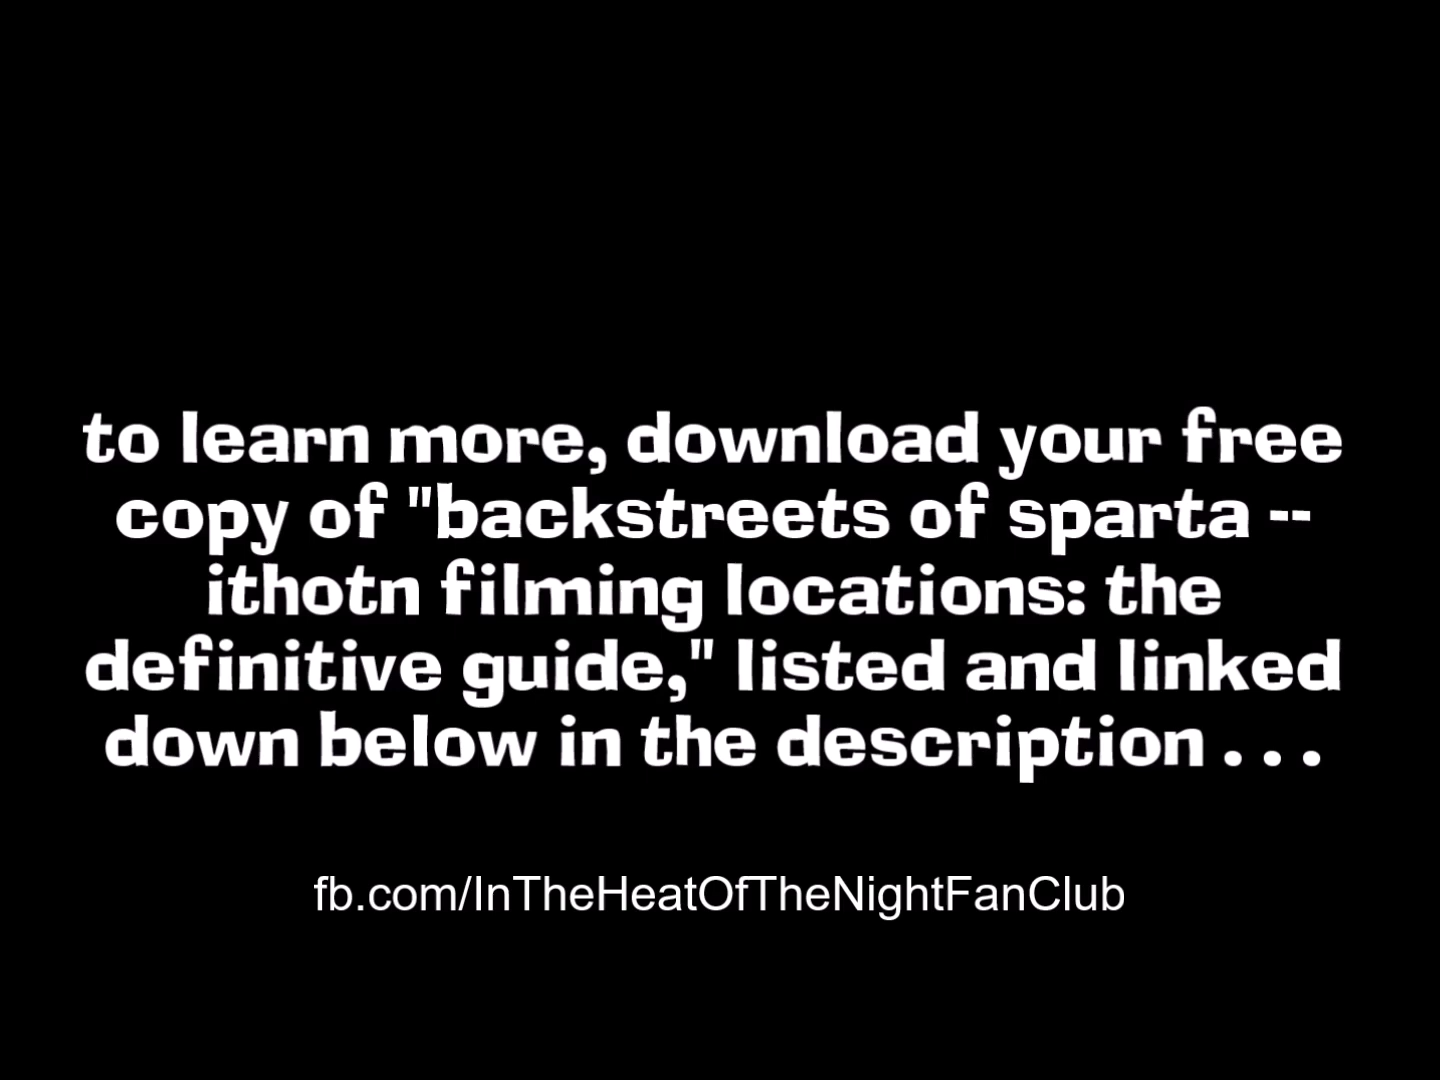 to learn more, download your free
copy of "backstreets of sparta --
ithotn filming locations: the
definitive guide," listed and linked
down below in the description . . .
fb.com/InTheHeatOfTheNightFanClub